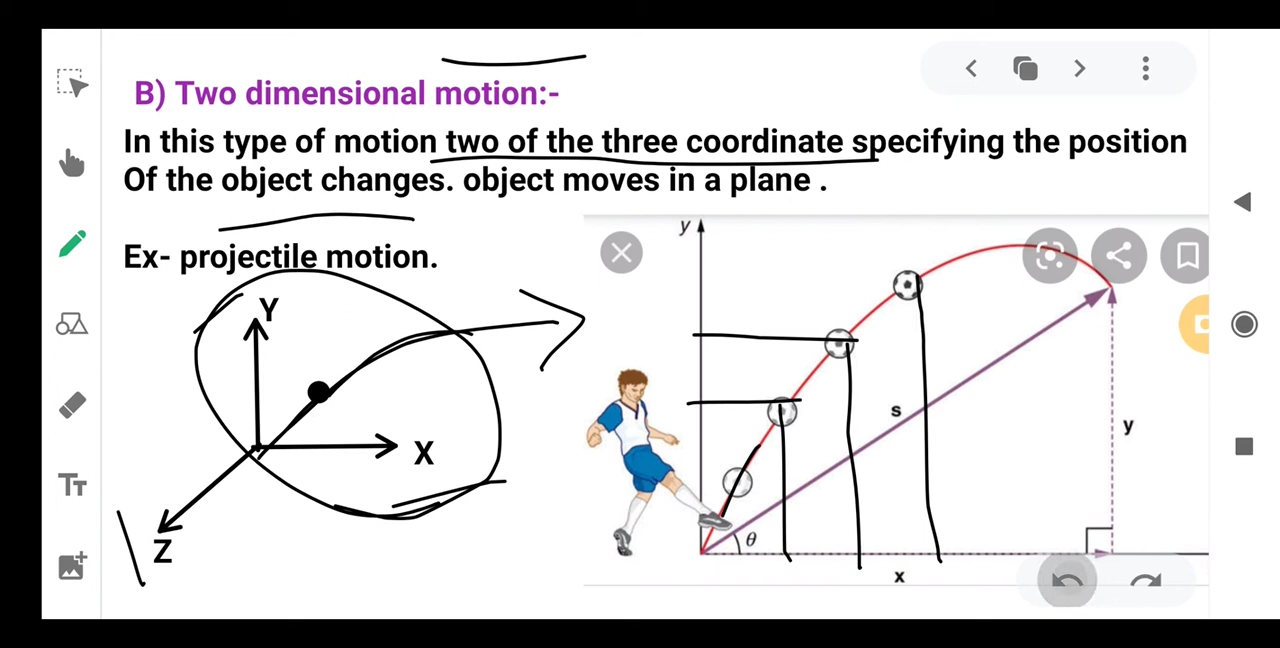 B) Two dimensional motion:-
In this type of motion two of the three coordinate specifying the position
Of the object changes. object moves in a plane .
Ex- projectile motion.
Y
X
Z
y
s
y
θ
x
TT